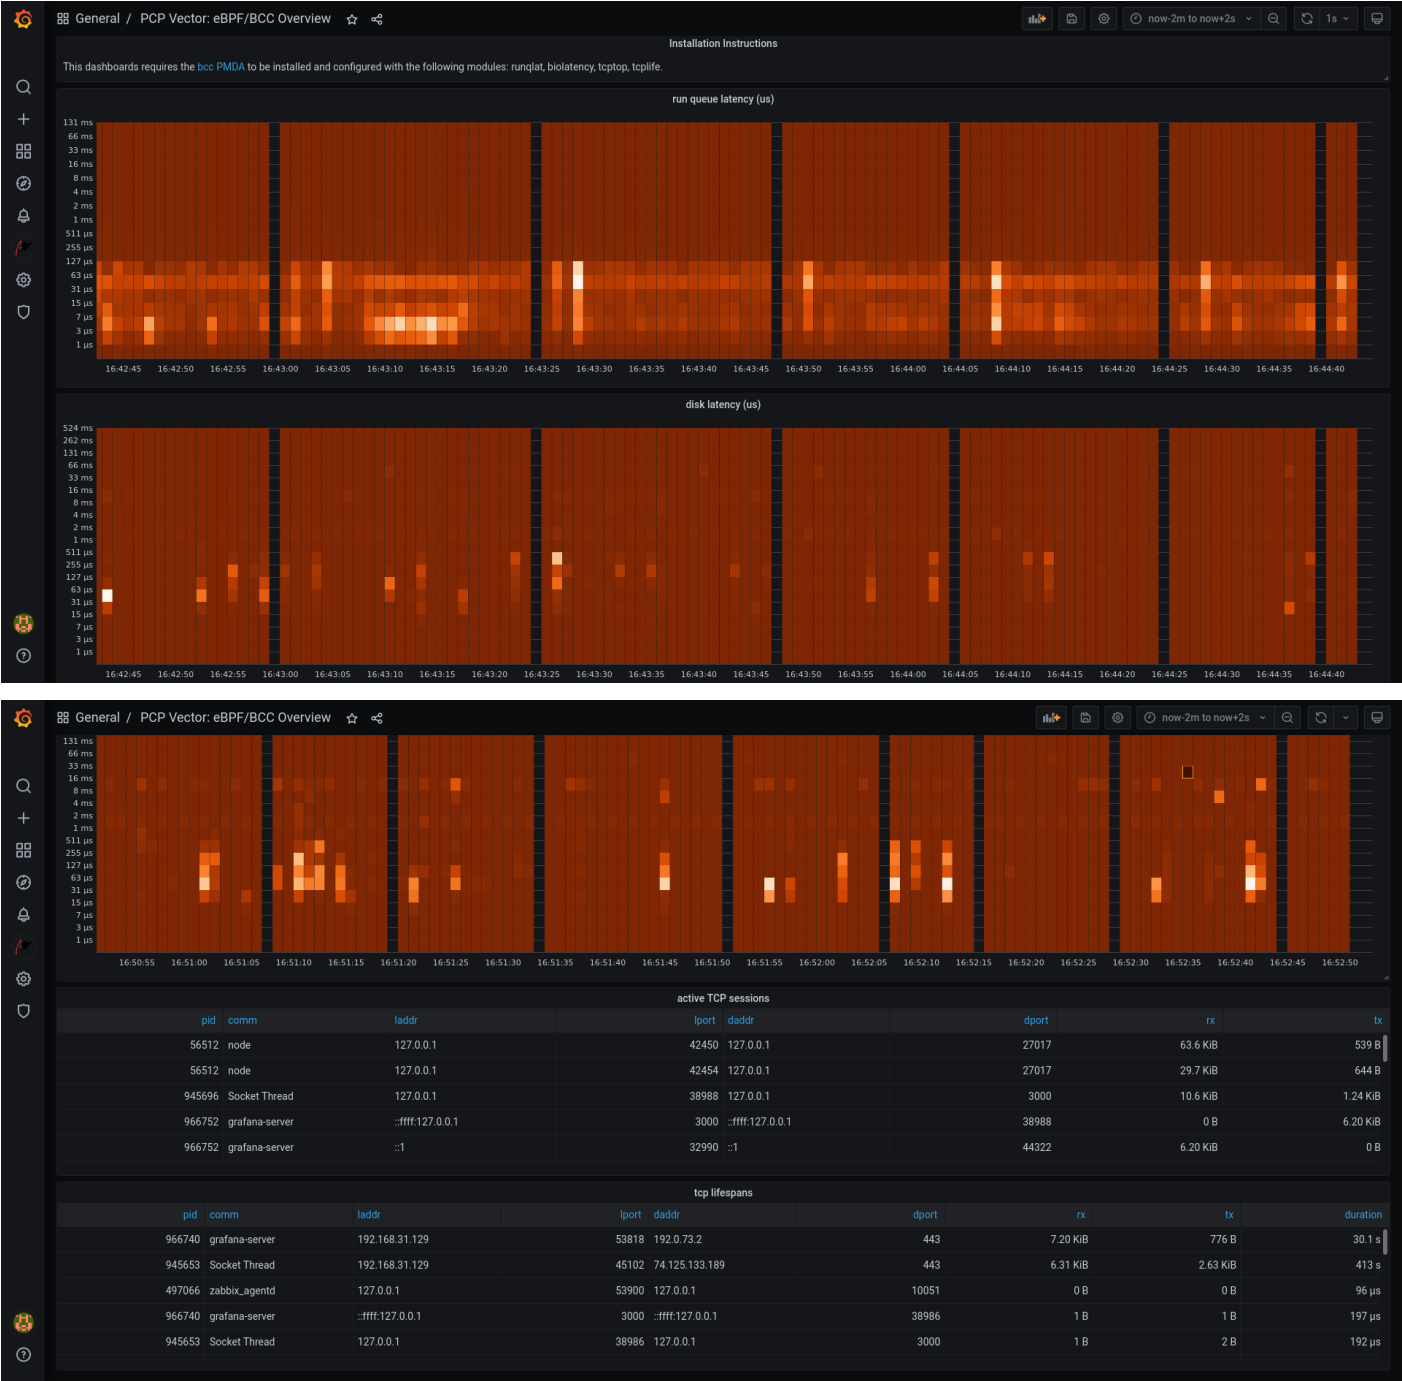 General / PCP Vector: eBPF/BCC Overview
now-2m to now+2s
1s
Installation Instructions
This dashboards requires the bcc PMDA to be installed and configured with the following modules: runqlat, biolatency, tcptop, tcplife.
run queue latency (us)
131 ms
66 ms
33 ms
16 ms
8 ms
4 ms
2 ms
1 ms
511 µs
255 µs
127 µs
63 µs
31 µs
15 µs
7 µs
3 µs
1 µs
16:42:45 16:42:50 16:42:55 16:43:00 16:43:05 16:43:10 16:43:15 16:43:20 16:43:25 16:43:30 16:43:35 16:43:40 16:43:45 16:43:50 16:43:55 16:44:00 16:44:05 16:44:10 16:44:15 16:44:20 16:44:25 16:44:30 16:44:35 16:44:40
disk latency (us)
524 ms
262 ms
131 ms
66 ms
33 ms
16 ms
8 ms
4 ms
2 ms
1 ms
511 µs
255 µs
127 µs
63 µs
31 µs
15 µs
7 µs
3 µs
1 µs
16:42:45 16:42:50 16:42:55 16:43:00 16:43:05 16:43:10 16:43:15 16:43:20 16:43:25 16:43:30 16:43:35 16:43:40 16:43:45 16:43:50 16:43:55 16:44:00 16:44:05 16:44:10 16:44:15 16:44:20 16:44:25 16:44:30 16:44:35 16:44:40
General / PCP Vector: eBPF/BCC Overview
now-2m to now+2s
131 ms
66 ms
33 ms
16 ms
8 ms
4 ms
2 ms
1 ms
511 µs
255 µs
127 µs
63 µs
31 µs
15 µs
7 µs
3 µs
1 µs
16:50:55 16:51:00 16:51:05 16:51:10 16:51:15 16:51:20 16:51:25 16:51:30 16:51:35 16:51:40 16:51:45 16:51:50 16:51:55 16:52:00 16:52:05 16:52:10 16:52:15 16:52:20 16:52:25 16:52:30 16:52:35 16:52:40 16:52:45 16:52:50
active TCP sessions
pid comm laddr lport daddr dport rx tx
56512 node 127.0.0.1 42450 127.0.0.1 27017 63.6 KiB 539 B
56512 node 127.0.0.1 42454 127.0.0.1 27017 29.7 KiB 644 B
945696 Socket Thread 127.0.0.1 38988 127.0.0.1 3000 10.6 KiB 1.24 KiB
966752 grafana-server ::ffff:127.0.0.1 3000 ::ffff:127.0.0.1 38988 0 B 6.20 KiB
966752 grafana-server ::1 32990 ::1 44322 6.20 KiB 0 B
tcp lifespans
pid comm laddr lport daddr dport rx tx duration
966740 grafana-server 192.168.31.129 53818 192.0.73.2 443 7.20 KiB 776 B 30.1 s
945653 Socket Thread 192.168.31.129 45102 74.125.133.189 443 6.31 KiB 2.63 KiB 413 s
497066 zabbix_agentd 127.0.0.1 53900 127.0.0.1 10051 0 B 0 B 96 µs
966740 grafana-server ::ffff:127.0.0.1 3000 ::ffff:127.0.0.1 38986 1 B 1 B 197 µs
945653 Socket Thread 127.0.0.1 38986 127.0.0.1 3000 1 B 2 B 192 µs